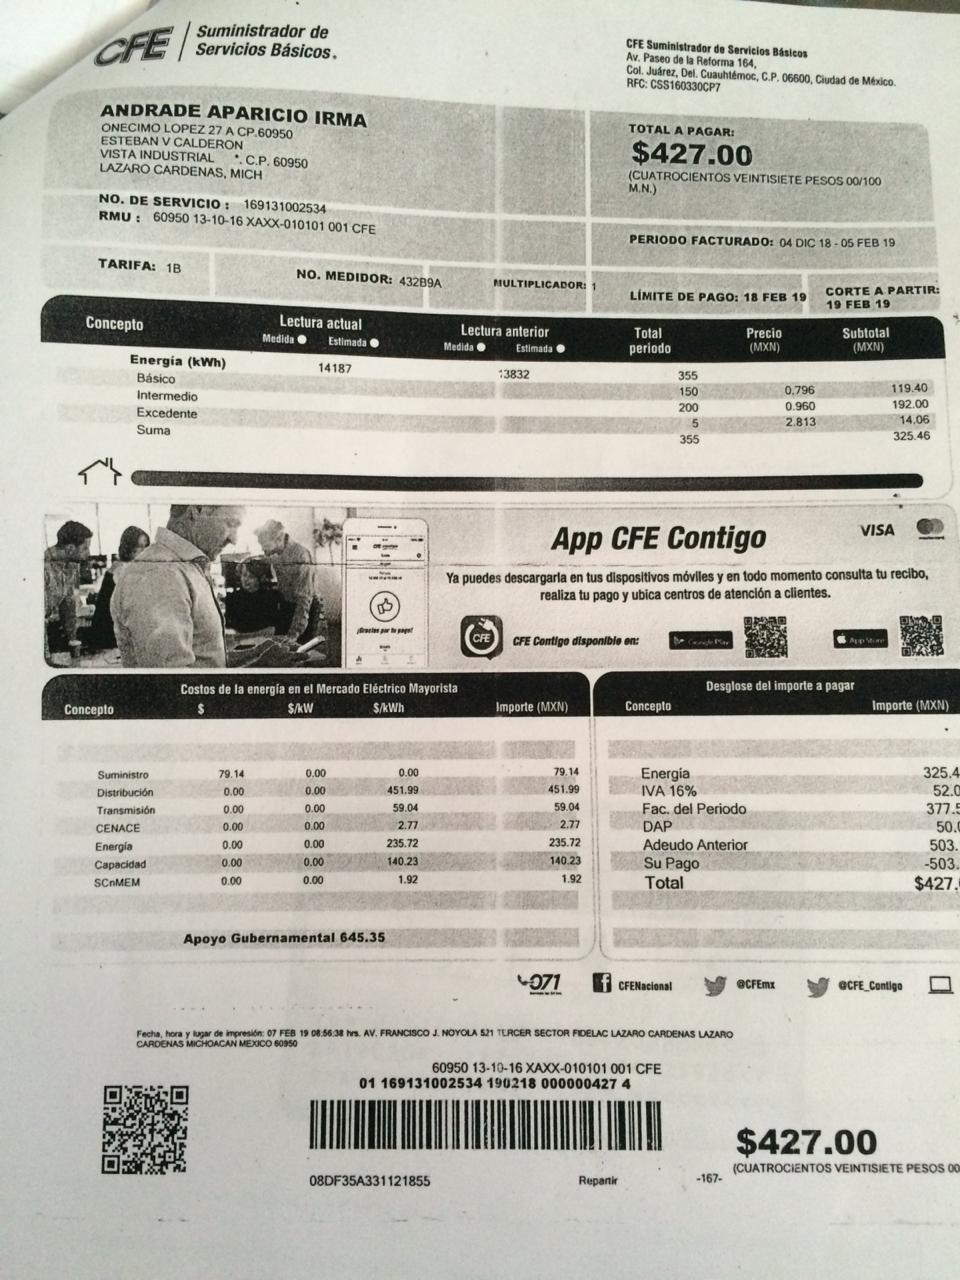 CFE Suministrador de
Servicios Básicos®
CFE Suministrador de Servicios Básicos
Av. Paseo de la Reforma 164,
Col. Juárez, Del. Cuauhtémoc, C.P. 06600, Ciudad de México.
RFC: CSS160330CP7
ANDRADE APARICIO IRMA
ONECIMO LOPEZ 27 A CP.60950
ESTEBAN V CALDERON
VISTA INDUSTRIAL *. C.P. 60950
LAZARO CARDENAS, MICH
TOTAL A PAGAR:
$427.00
(CUATROCIENTOS VEINTISIETE PESOS 00/100
M.N.)
NO. DE SERVICIO : 169131002534
RMU : 60950 13-10-16 XAXX-010101 001 CFE
PERIODO FACTURADO: 04 DIC 18 - 05 FEB 19
TARIFA: 1B NO. MEDIDOR: 432B9A MULTIPLICADOR: 1
LÍMITE DE PAGO: 18 FEB 19
CORTE A PARTIR:
19 FEB 19
Concepto Lectura actual Lectura anterior Total periodo Precio (MXN) Subtotal (MXN)
Medida Estimada Medida Estimada
Energía (kWh) 14187 13832 355
Básico 150 0.796 119.40
Intermedio 200 0.960 192.00
Excedente 5 2.813 14.06
Suma 355 325.46
App CFE Contigo VISA mastercard
Ya puedes descargarla en tus dispositivos móviles y en todo momento consulta tu recibo,
realiza tu pago y ubica centros de atención a clientes.
¡Gracias por tu pago!
CFE CFE Contigo disponible en: Google Play App Store
Costos de la energía en el Mercado Eléctrico Mayorista
Concepto $ $/kW $/kWh Importe (MXN)
Suministro 79.14 0.00 0.00 79.14
Distribución 0.00 0.00 451.99 451.99
Transmisión 0.00 0.00 59.04 59.04
CENACE 0.00 0.00 2.77 2.77
Energía 0.00 0.00 235.72 235.72
Capacidad 0.00 0.00 140.23 140.23
SCnMEM 0.00 0.00 1.92 1.92
Apoyo Gubernamental 645.35
Desglose del importe a pagar
Concepto Importe (MXN)
Energía 325.4
IVA 16% 52.0
Fac. del Periodo 377.5
DAP 50.0
Adeudo Anterior 503.
Su Pago -503.
Total $427.
071 CFENacional @CFEmx @CFE_Contigo
Fecha, hora y lugar de impresión: 07 FEB 19 08:56:38 hrs. AV. FRANCISCO J. NOYOLA 521 TERCER SECTOR FIDELAC LAZARO CARDENAS LAZARO
CARDENAS MICHOACAN MEXICO 60950
60950 13-10-16 XAXX-010101 001 CFE
01 169131002534 190218 000000427 4
$427.00
(CUATROCIENTOS VEINTISIETE PESOS 00
08DF35A331121855 Repartir -167-